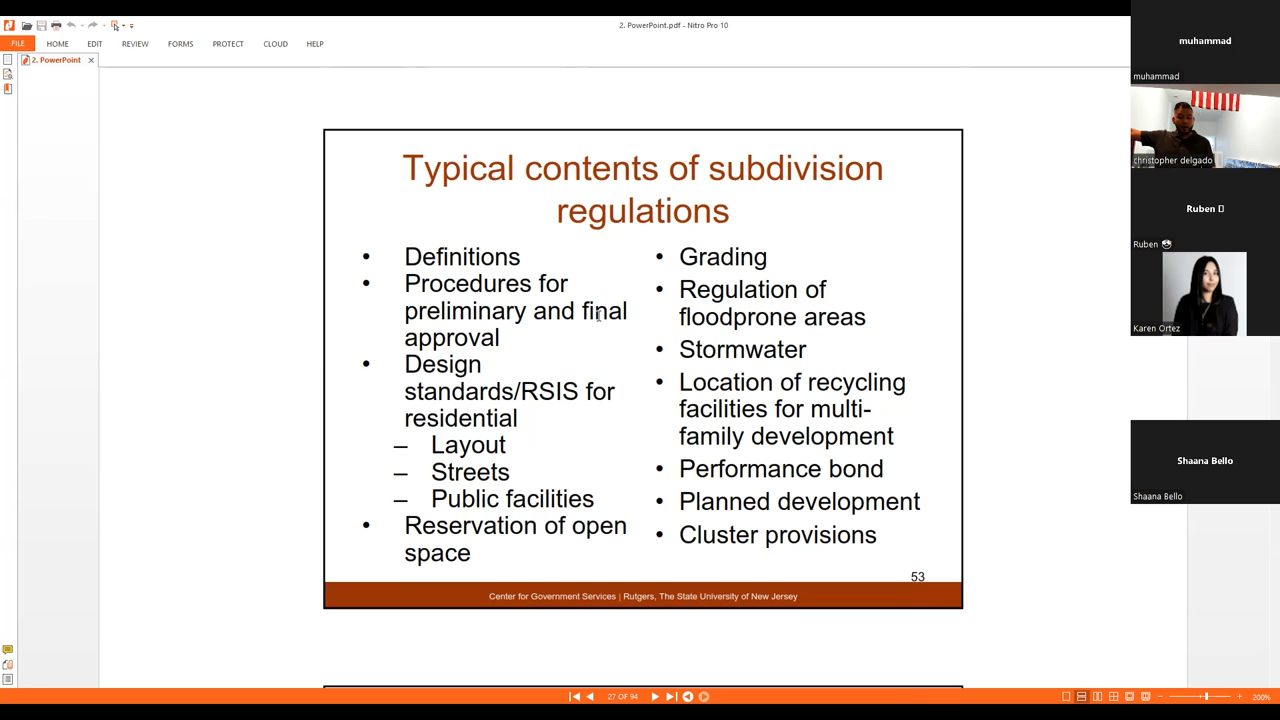 2. PowerPoint.pdf - Nitro Pro 10
FILE HOME EDIT REVIEW FORMS PROTECT CLOUD HELP
2. PowerPoint
Typical contents of subdivision
regulations
• Definitions
• Procedures for
preliminary and final
approval
• Design
standards/RSIS for
residential
– Layout
– Streets
– Public facilities
• Reservation of open
space
• Grading
• Regulation of
floodprone areas
• Stormwater
• Location of recycling
facilities for multi-
family development
• Performance bond
• Planned development
• Cluster provisions
53
Center for Government Services | Rutgers, The State University of New Jersey
27 OF 94
200%
muhammad
muhammad
christopher delgado
Ruben
Ruben
Karen Ortez
Shaana Bello
Shaana Bello